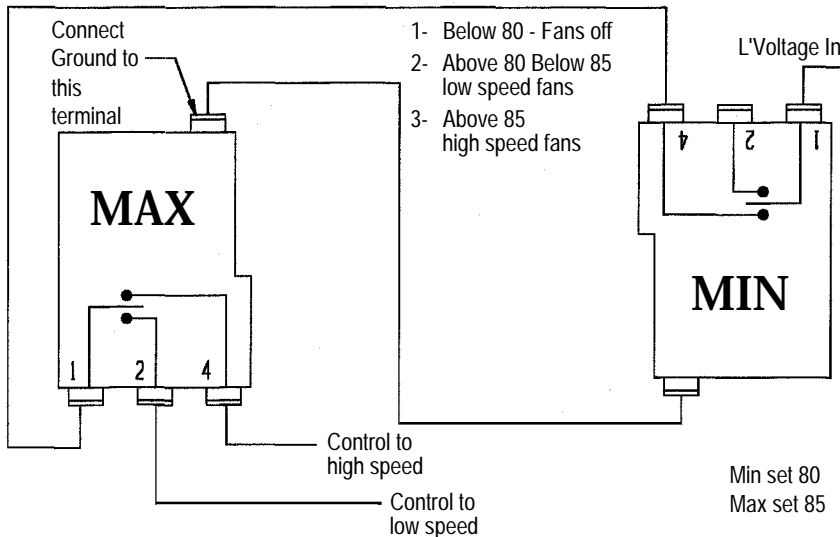 Connect
Ground to
this
terminal
1- Below 80 - Fans off
2- Above 80 Below 85
low speed fans
3- Above 85
high speed fans
L'Voltage In
4 2 1
MAX
MIN
1 2 4
Control to
high speed
Control to
low speed
Min set 80
Max set 85